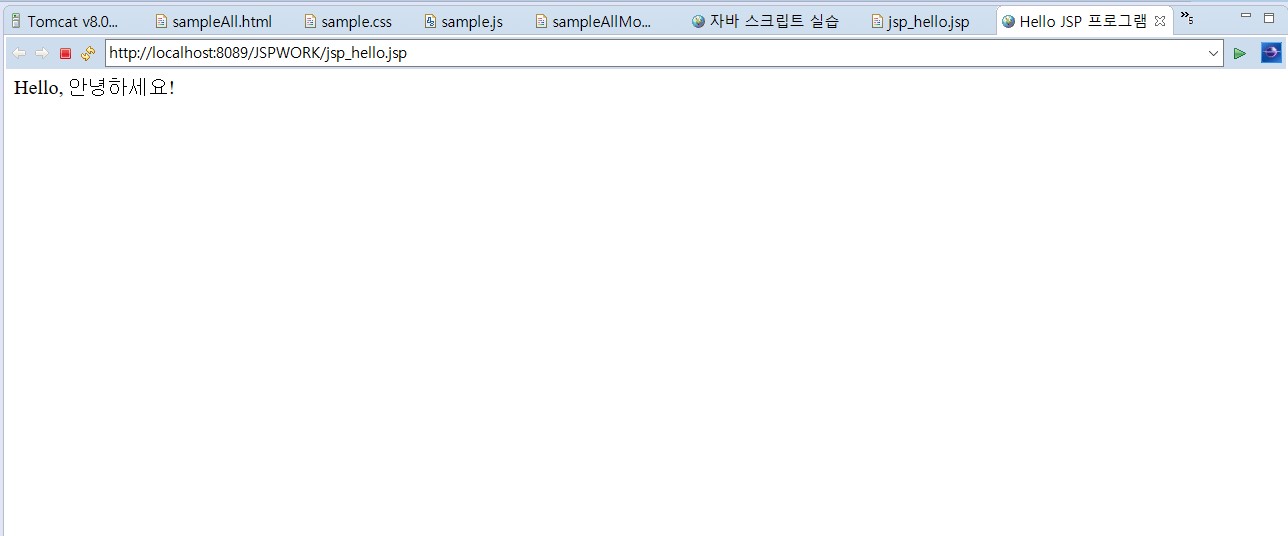 Tomcat v8.0... sampleAll.html sample.css sample.js sampleAllMo... 자바 스크립트 실습 jsp_hello.jsp Hello JSP 프로그램 »5
http://localhost:8089/JSPWORK/jsp_hello.jsp
Hello, 안녕하세요!